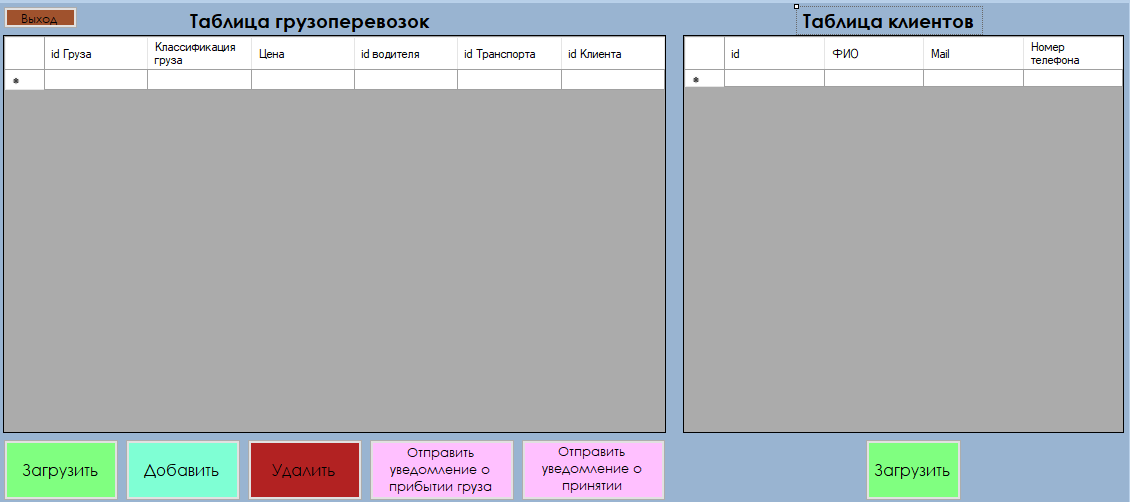 Выход
Таблица грузоперевозок
Таблица клиентов
id Груза
Классификация
груза
Цена
id водителя
id Транспорта
id Клиента
id
ФИО
Mail
Номер
телефона
Загрузить
Добавить
Удалить
Отправить
уведомление о
прибытии груза
Отправить
уведомление о
принятии
Загрузить